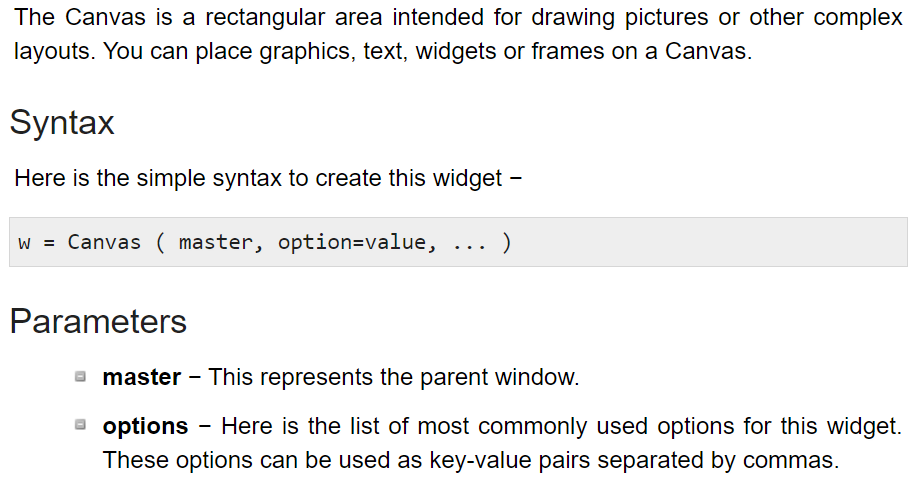 The Canvas is a rectangular area intended for drawing pictures or other complex
layouts. You can place graphics, text, widgets or frames on a Canvas.
Syntax
Here is the simple syntax to create this widget −
w = Canvas ( master, option=value, ... )
Parameters
master − This represents the parent window.
options − Here is the list of most commonly used options for this widget.
These options can be used as key-value pairs separated by commas.